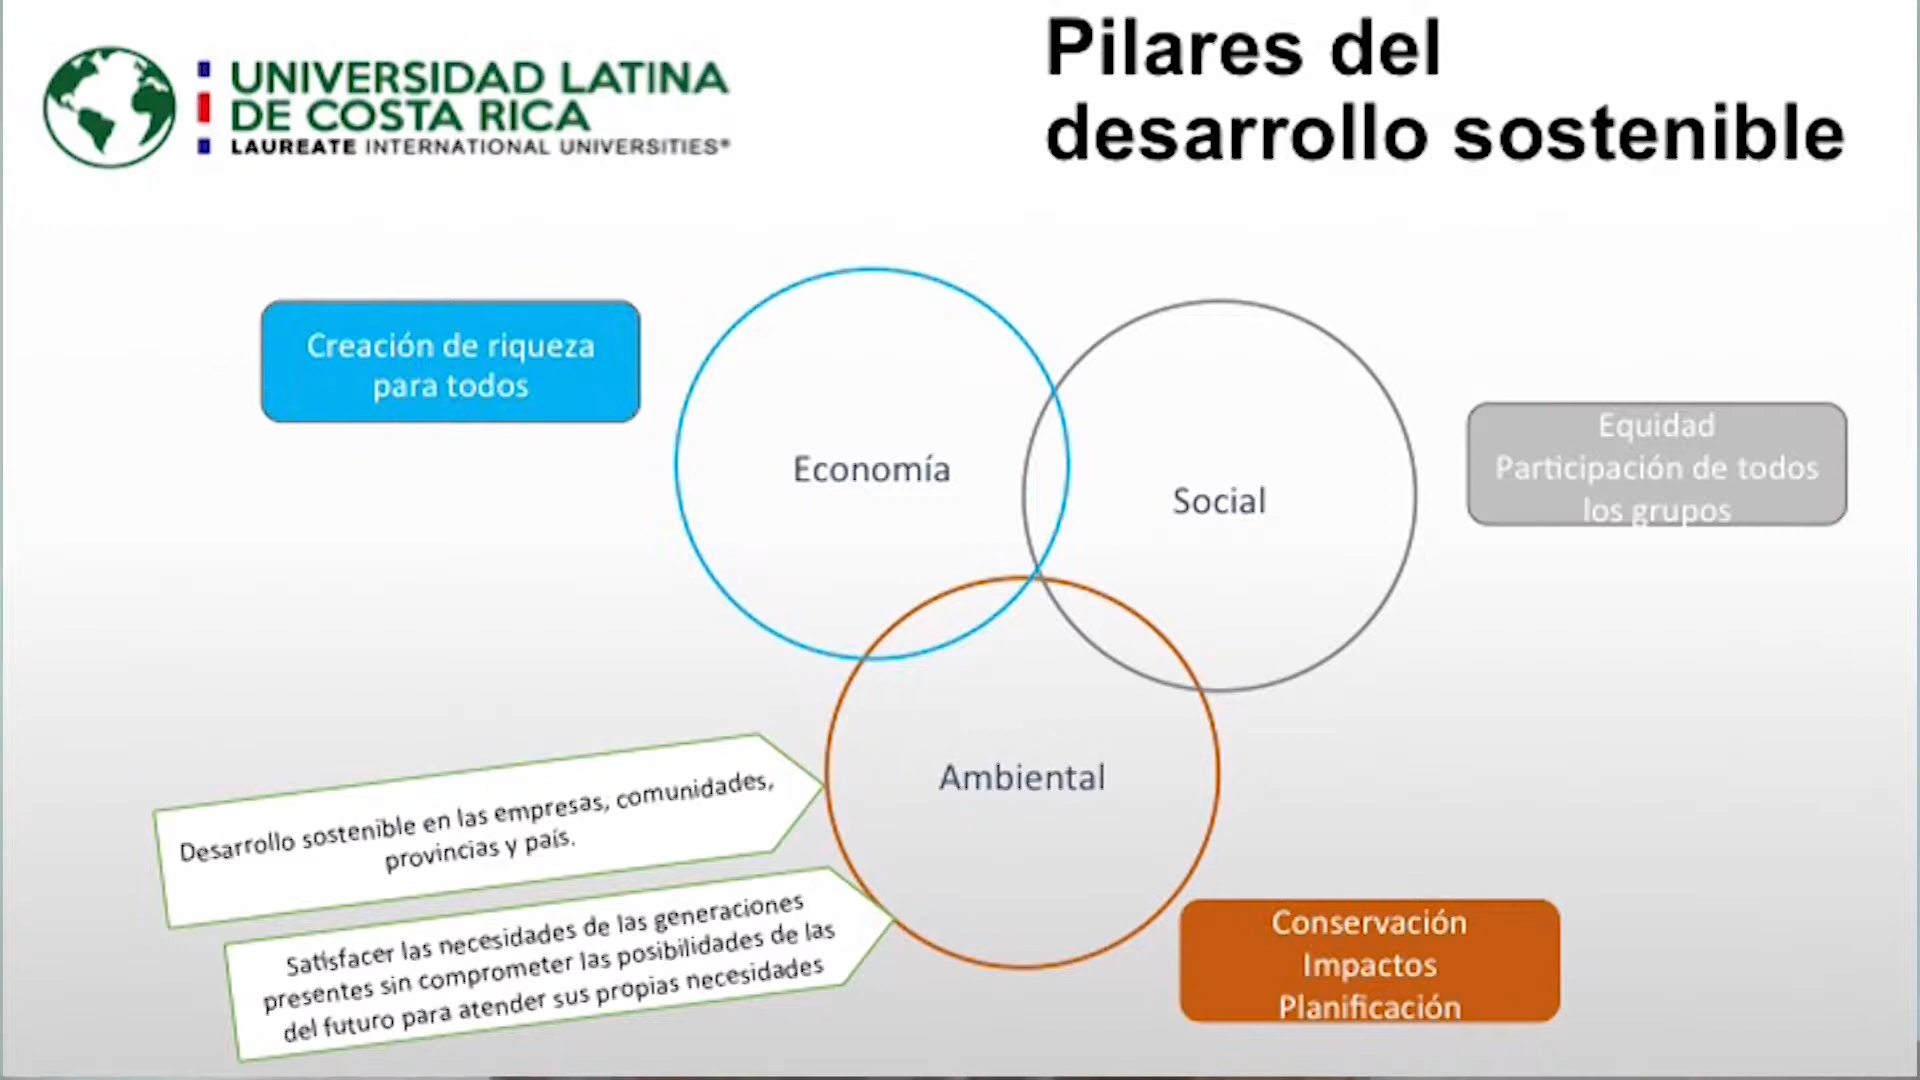 UNIVERSIDAD LATINA
DE COSTA RICA
LAUREATE INTERNATIONAL UNIVERSITIES®
Pilares del
desarrollo sostenible
Creación de riqueza
para todos
Economía
Social
Equidad
Participación de todos
los grupos
Ambiental
Desarrollo sostenible en las empresas, comunidades,
provincias y país.
Satisfacer las necesidades de las generaciones
presentes sin comprometer las posibilidades de las
del futuro para atender sus propias necesidades
Conservación
Impactos
Planificación